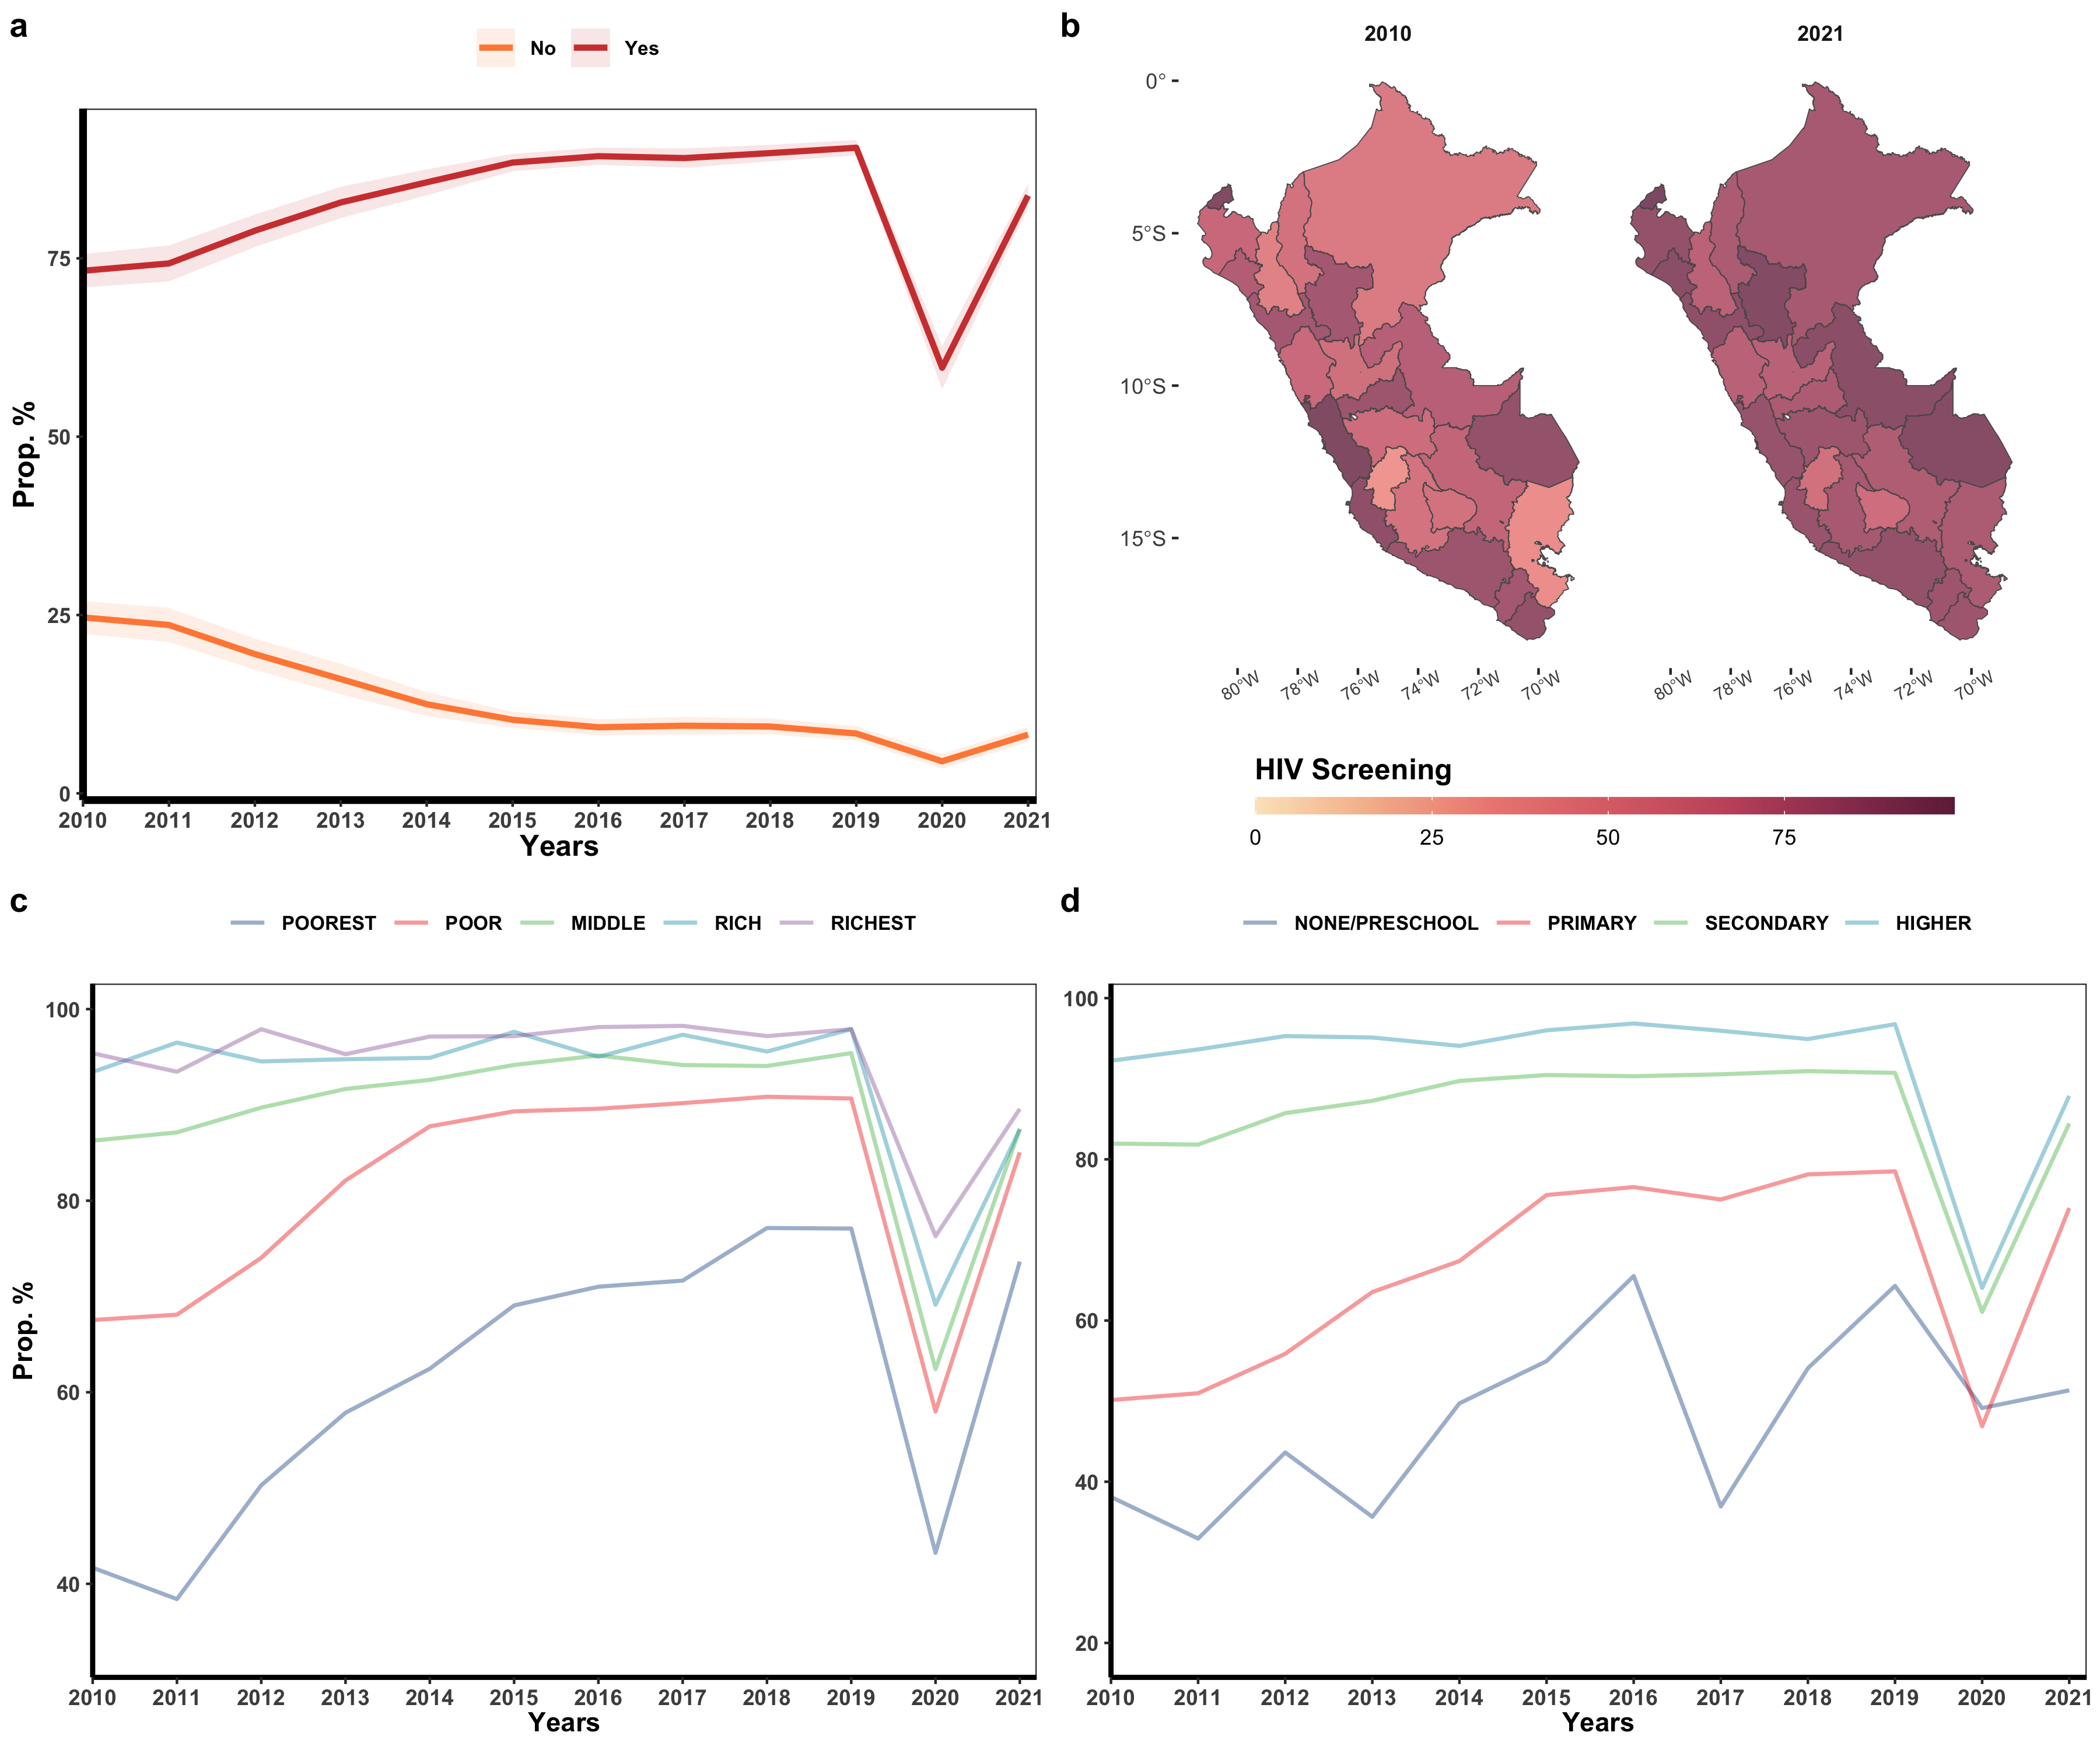 a
No Yes
Prop. %
75
50
25
0
2010 2011 2012 2013 2014 2015 2016 2017 2018 2019 2020 2021
Years
b
2010 2021
0°
5°S
10°S
15°S
80°W 78°W 76°W 74°W 72°W 70°W 80°W 78°W 76°W 74°W 72°W 70°W
HIV Screening
0 25 50 75
c
POOREST POOR MIDDLE RICH RICHEST
Prop. %
100
80
60
40
2010 2011 2012 2013 2014 2015 2016 2017 2018 2019 2020 2021
Years
d
NONE/PRESCHOOL PRIMARY SECONDARY HIGHER
100
80
60
40
20
2010 2011 2012 2013 2014 2015 2016 2017 2018 2019 2020 2021
Years